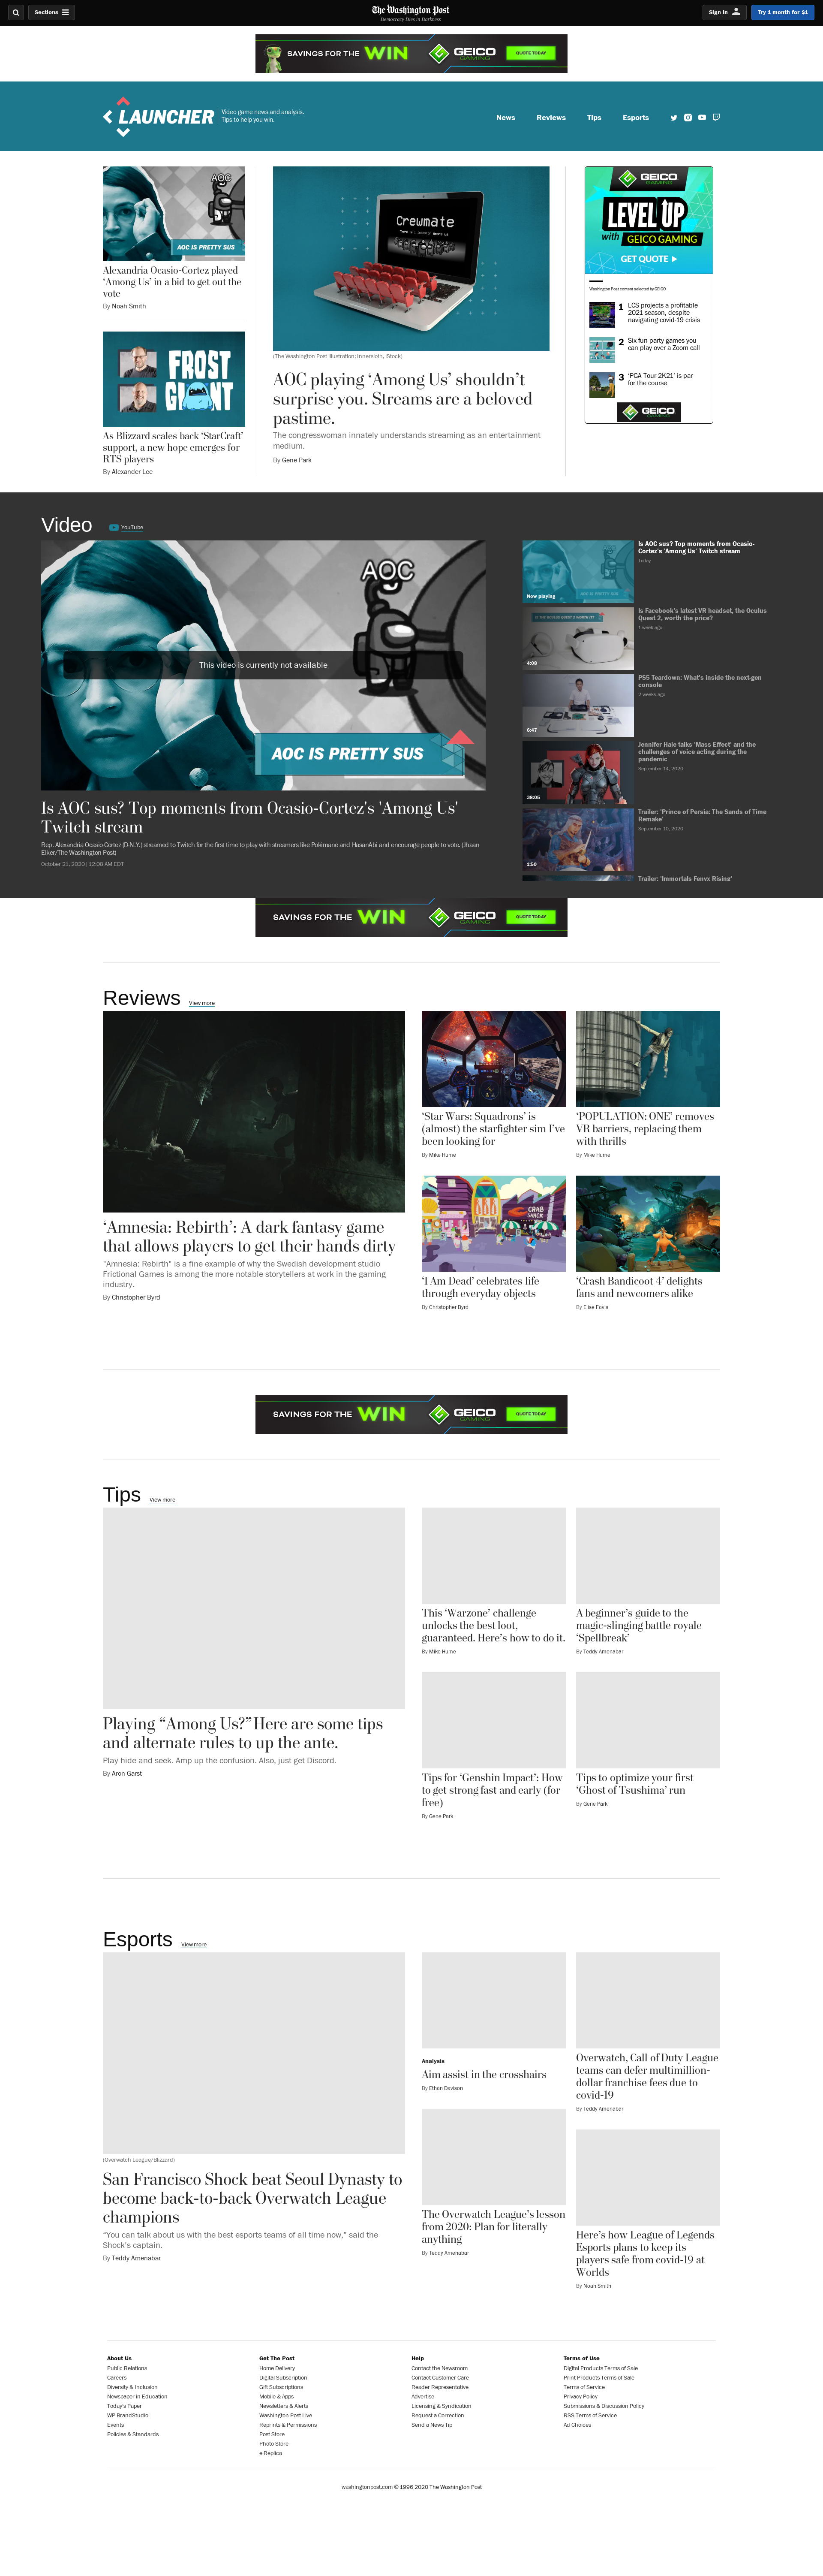 Sections
The Washington Post
Democracy Dies in Darkness
Sign In
Try 1 month for $1
SAVINGS FOR THE WIN
GEICO
GAMING
QUOTE TODAY
LAUNCHER
Video game news and analysis.
Tips to help you win.
News
Reviews
Tips
Esports
AOC
AOC IS PRETTY SUS
Alexandria Ocasio-Cortez played
‘Among Us’ in a bid to get out the
vote
By Noah Smith
FROST
GIANT
As Blizzard scales back ‘StarCraft’
support, a new hope emerges for
RTS players
By Alexander Lee
Crewmate
(The Washington Post illustration; Innersloth, iStock)
AOC playing ‘Among Us’ shouldn’t
surprise you. Streams are a beloved
pastime.
The congresswoman innately understands streaming as an entertainment
medium.
By Gene Park
GEICO
GAMING
LEVEL UP
with GEICO GAMING
GET QUOTE
Washington Post content selected by GEICO
1 LCS projects a profitable
2021 season, despite
navigating covid-19 crisis
2 Six fun party games you
can play over a Zoom call
3 ‘PGA Tour 2K21’ is par
for the course
GEICO
GAMING
Video
YouTube
AOC
This video is currently not available
AOC IS PRETTY SUS
Is AOC sus? Top moments from Ocasio-Cortez's 'Among Us'
Twitch stream
Rep. Alexandria Ocasio-Cortez (D-N.Y.) streamed to Twitch for the first time to play with streamers like Pokimane and HasanAbi and encourage people to vote. (Jhaan
Elker/The Washington Post)
October 21, 2020 | 12:08 AM EDT
Now playing
AOC IS PRETTY SUS
Is AOC sus? Top moments from Ocasio-
Cortez's 'Among Us' Twitch stream
Today
4:08
Is Facebook's latest VR headset, the Oculus
Quest 2, worth the price?
1 week ago
6:47
PS5 Teardown: What's inside the next-gen
console
2 weeks ago
38:05
Jennifer Hale talks 'Mass Effect' and the
challenges of voice acting during the
pandemic
September 14, 2020
1:50
Trailer: 'Prince of Persia: The Sands of Time
Remake'
September 10, 2020
Trailer: 'Immortals Fenyx Rising'
SAVINGS FOR THE WIN
GEICO
GAMING
QUOTE TODAY
Reviews
View more
‘Amnesia: Rebirth’: A dark fantasy game
that allows players to get their hands dirty
"Amnesia: Rebirth" is a fine example of why the Swedish development studio
Frictional Games is among the more notable storytellers at work in the gaming
industry.
By Christopher Byrd
‘Star Wars: Squadrons’ is
(almost) the starfighter sim I’ve
been looking for
By Mike Hume
‘POPULATION: ONE’ removes
VR barriers, replacing them
with thrills
By Mike Hume
CRAB
SHACK
‘I Am Dead’ celebrates life
through everyday objects
By Christopher Byrd
‘Crash Bandicoot 4’ delights
fans and newcomers alike
By Elise Favis
SAVINGS FOR THE WIN
GEICO
GAMING
QUOTE TODAY
Tips
View more
Playing “Among Us?” Here are some tips
and alternate rules to up the ante.
Play hide and seek. Amp up the confusion. Also, just get Discord.
By Aron Garst
This ‘Warzone’ challenge
unlocks the best loot,
guaranteed. Here’s how to do it.
By Mike Hume
A beginner’s guide to the
magic-slinging battle royale
‘Spellbreak’
By Teddy Amenabar
Tips for ‘Genshin Impact’: How
to get strong fast and early (for
free)
By Gene Park
Tips to optimize your first
‘Ghost of Tsushima’ run
By Gene Park
Esports
View more
(Overwatch League/Blizzard)
San Francisco Shock beat Seoul Dynasty to
become back-to-back Overwatch League
champions
"You can talk about us with the best esports teams of all time now," said the
Shock's captain.
By Teddy Amenabar
Analysis
Aim assist in the crosshairs
By Ethan Davison
Overwatch, Call of Duty League
teams can defer multimillion-
dollar franchise fees due to
covid-19
By Teddy Amenabar
The Overwatch League’s lesson
from 2020: Plan for literally
anything
By Teddy Amenabar
Here’s how League of Legends
Esports plans to keep its
players safe from covid-19 at
Worlds
By Noah Smith
About Us
Public Relations
Careers
Diversity & Inclusion
Newspaper in Education
Today's Paper
WP BrandStudio
Events
Policies & Standards
Get The Post
Home Delivery
Digital Subscription
Gift Subscriptions
Mobile & Apps
Newsletters & Alerts
Washington Post Live
Reprints & Permissions
Post Store
Photo Store
e-Replica
Help
Contact the Newsroom
Contact Customer Care
Reader Representative
Advertise
Licensing & Syndication
Request a Correction
Send a News Tip
Terms of Use
Digital Products Terms of Sale
Print Products Terms of Sale
Terms of Service
Privacy Policy
Submissions & Discussion Policy
RSS Terms of Service
Ad Choices
washingtonpost.com © 1996-2020 The Washington Post